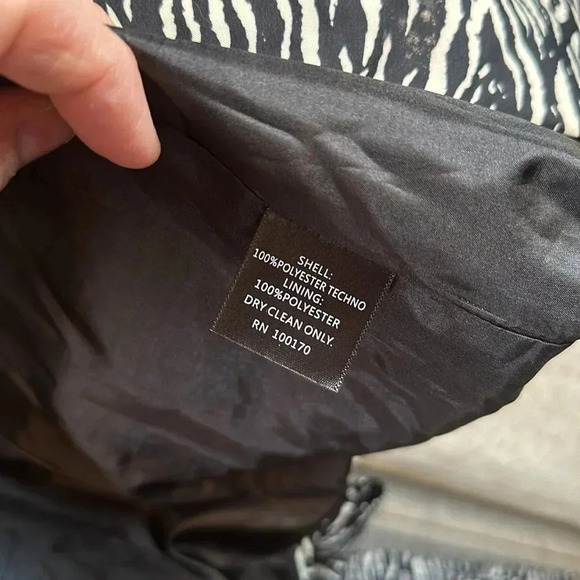 SHELL:
100%POLYESTER TECHNO
LINING:
100%POLYESTER
DRY CLEAN ONLY.
RN 100170